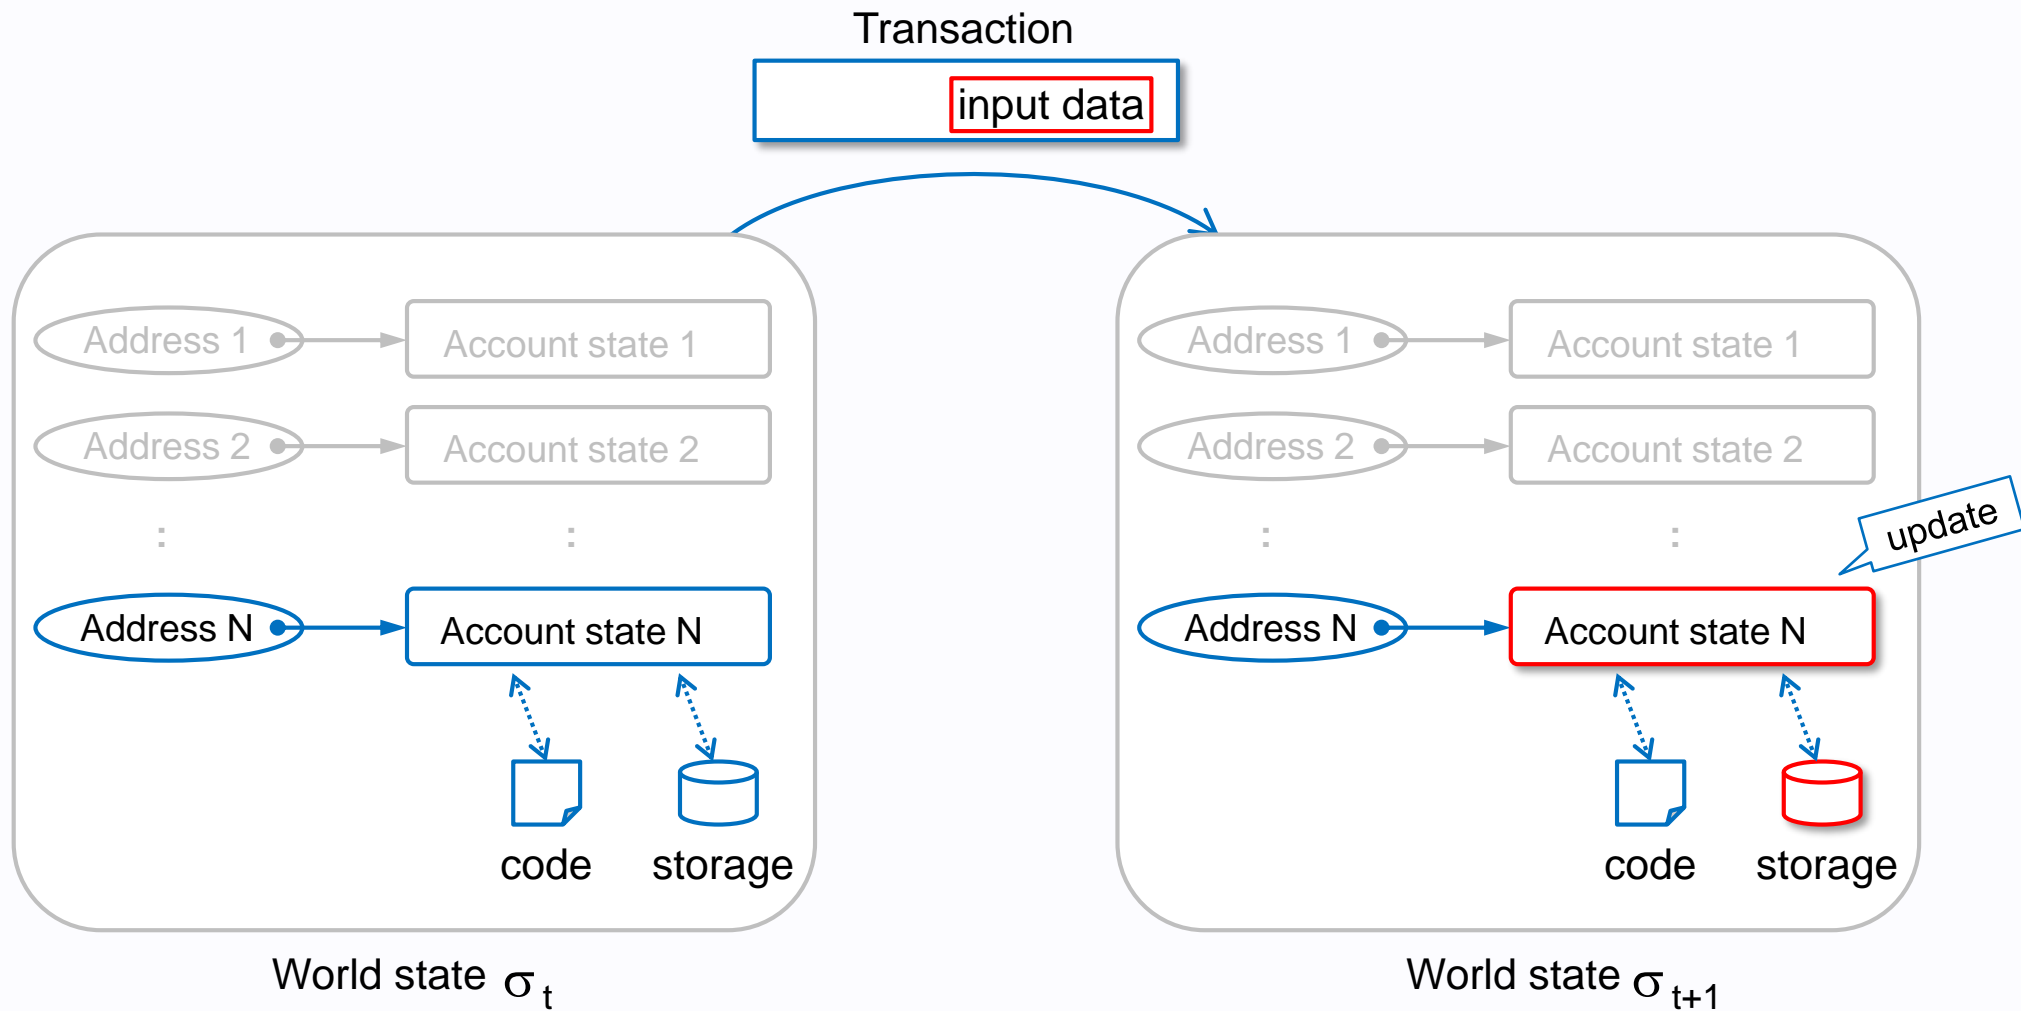 Transaction
input data
Address 1
Account state 1
Address 2
Account state 2
:
:
Address N
Account state N
code
storage
World state σ t
Address 1
Account state 1
Address 2
Account state 2
:
:
update
Address N
Account state N
code
storage
World state σ t+1